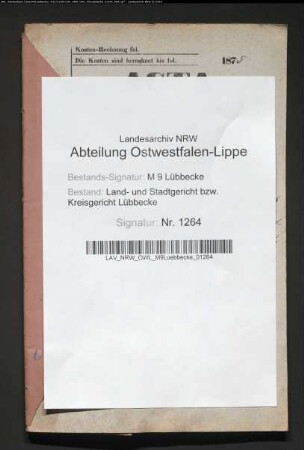 Kosten-Rechnung fol.
Die Kosten sind berechnet bis fol. 1875
ACTA
Landesarchiv NRW
Abteilung Ostwestfalen-Lippe
Bestands-Signatur: M 9 Lübbecke
Bestand: Land- und Stadtgericht bzw.
Kreisgericht Lübbecke
Signatur: Nr. 1264
LAV_NRW_OWL_M9Luebbecke_01264